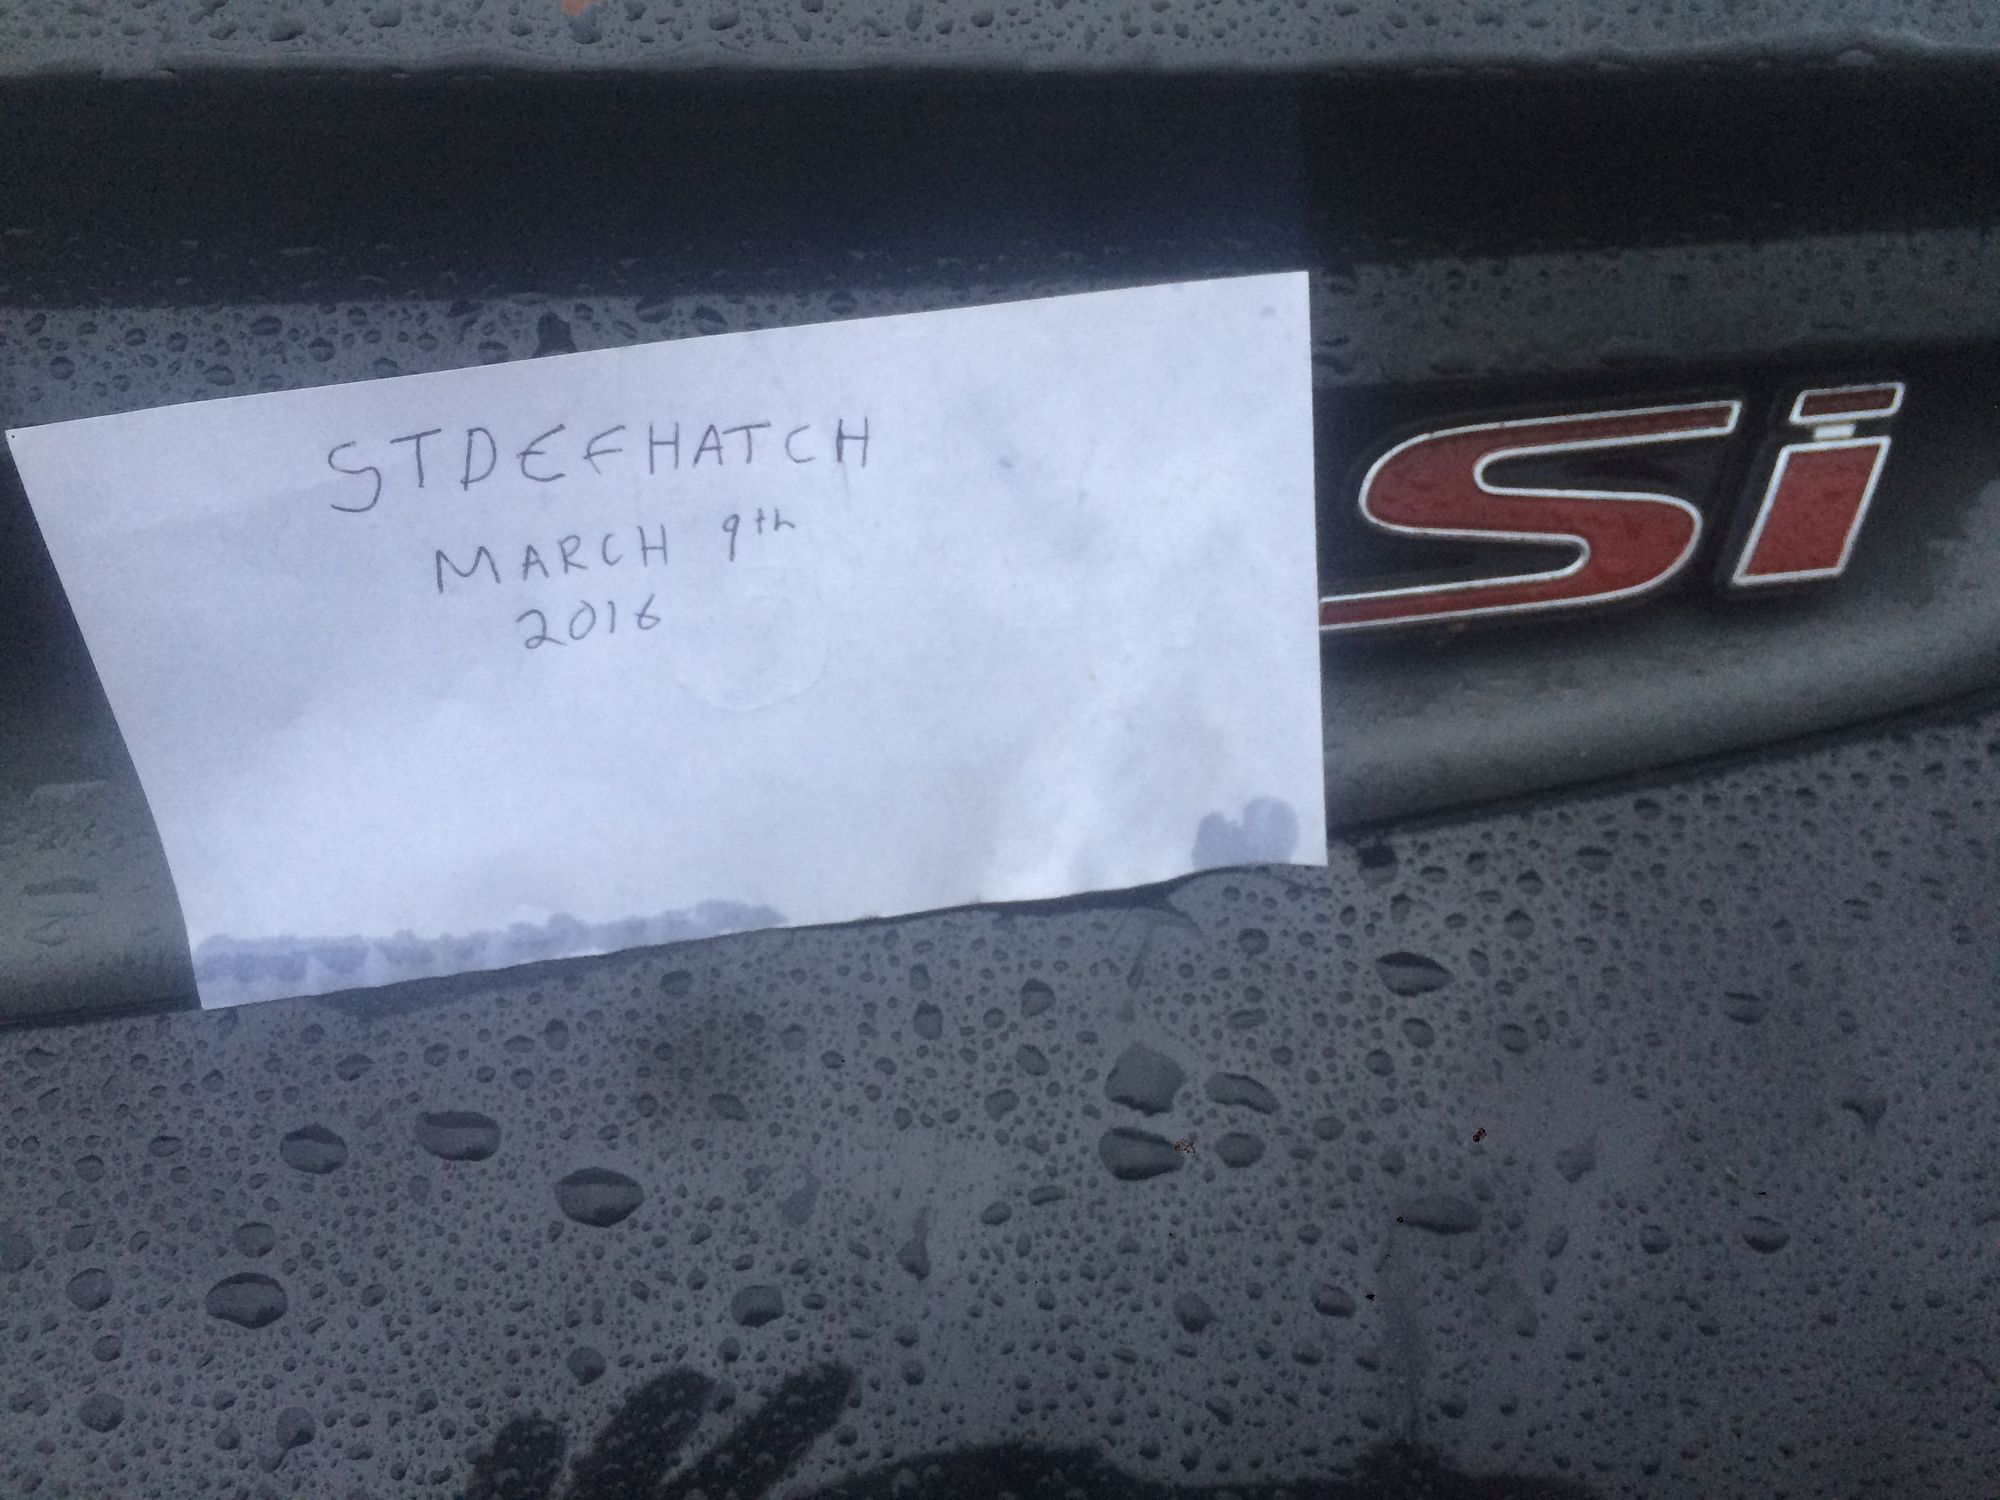 STDEFHATCH
MARCH 9th
2016
Si